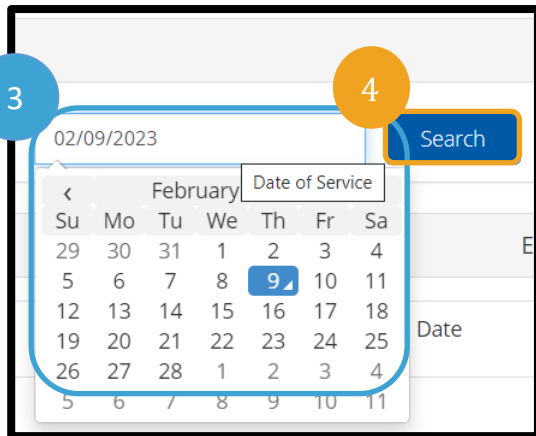 3
4
02/09/2023
Search
‹ February
Date of Service
Su Mo Tu We Th Fr Sa
29 30 31 1 2 3 4
E
5 6 7 8 9 10 11
12 13 14 15 16 17 18
Date
19 20 21 22 23 24 25
26 27 28 1 2 3 4
5 6 7 8 9 10 11